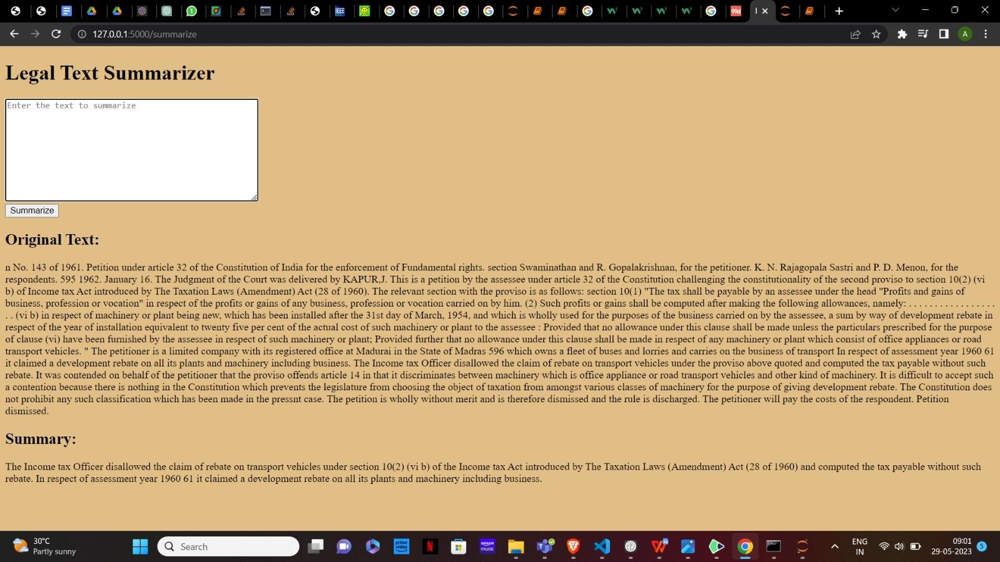 127.0.0.1:5000/summarize
A
Legal Text Summarizer
Enter the text to summarize
Summarize
Original Text:
n No. 143 of 1961. Petition under article 32 of the Constitution of India for the enforcement of Fundamental rights. section Swaminathan and R. Gopalakrishnan, for the petitioner. K. N. Rajagopala Sastri and P. D. Menon, for the
respondents. 595 1962. January 16. The Judgment of the Court was delivered by KAPUR,J. This is a petition by the assessee under article 32 of the Constitution challenging the constitutionality of the second proviso to section 10(2) (vi
b) of Income tax Act introduced by The Taxation Laws (Amendment) Act (28 of 1960). The relevant section with the proviso is as follows: section 10(1) "The tax shall be payable by an assessee under the head "Profits and gains of
business, profession or vocation" in respect of the profits or gains of any business, profession or vocation carried on by him. (2) Such profits or gains shall be computed after making the following allowances, namely: . . . . . . . . . . . . . . . . .
. . (vi b) in respect of machinery or plant being new, which has been installed after the 31st day of March, 1954, and which is wholly used for the purposes of the business carried on by the assessee, a sum by way of development rebate in
respect of the year of installation equivalent to twenty five per cent of the actual cost of such machinery or plant to the assessee : Provided that no allowance under this clause shall be made unless the particulars prescribed for the purpose
of clause (vi) have been furnished by the assessee in respect of such machinery or plant; Provided further that no allowance under this clause shall be made in respect of any machinery or plant which consist of office appliances or road
transport vehicles. " The petitioner is a limited company with its registered office at Madurai in the State of Madras 596 which owns a fleet of buses and lorries and carries on the business of transport In respect of assessment year 1960 61
it claimed a development rebate on all its plants and machinery including business. The Income tax Officer disallowed the claim of rebate on transport vehicles under the proviso above quoted and computed the tax payable without such
rebate. It was contended on behalf of the petitioner that the proviso offends article 14 in that it discriminates between machinery which is office appliance or road transport vehicles and other kind of machinery. It is difficult to accept such
a contention because there is nothing in the Constitution which prevents the legislature from choosing the object of taxation from amongst various classes of machinery for the purpose of giving development rebate. The Constitution does
not prohibit any such classification which has been made in the pressnt case. The petition is wholly without merit and is therefore dismissed and the rule is discharged. The petitioner will pay the costs of the respondent. Petition
dismissed.
Summary:
The Income tax Officer disallowed the claim of rebate on transport vehicles under section 10(2) (vi b) of the Income tax Act introduced by The Taxation Laws (Amendment) Act (28 of 1960) and computed the tax payable without such
rebate. In respect of assessment year 1960 61 it claimed a development rebate on all its plants and machinery including business.
30°C
Partly sunny
Search
ENG
IN
09:01
29-05-2023
5